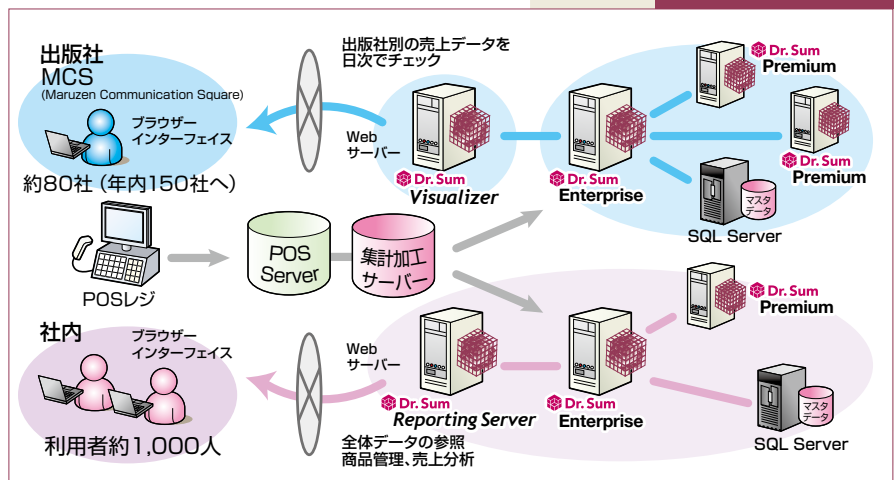 出版社
MCS
(Maruzen Communication Square)
ブラウザー
インターフェイス
約80社（年内150社へ）
出版社別の売上データを
日次でチェック
Web
サーバー
Dr.Sum
Visualizer
Dr.Sum
Enterprise
Dr.Sum
Premium
Dr.Sum
Premium
マスタ
データ
SQL Server
POSレジ
POS
Server
集計加工
サーバー
社内
ブラウザー
インターフェイス
利用者約1,000人
Web
サーバー
Dr.Sum
Reporting Server
全体データの参照
商品管理、売上分析
Dr.Sum
Enterprise
Dr.Sum
Premium
マスタ
データ
SQL Server